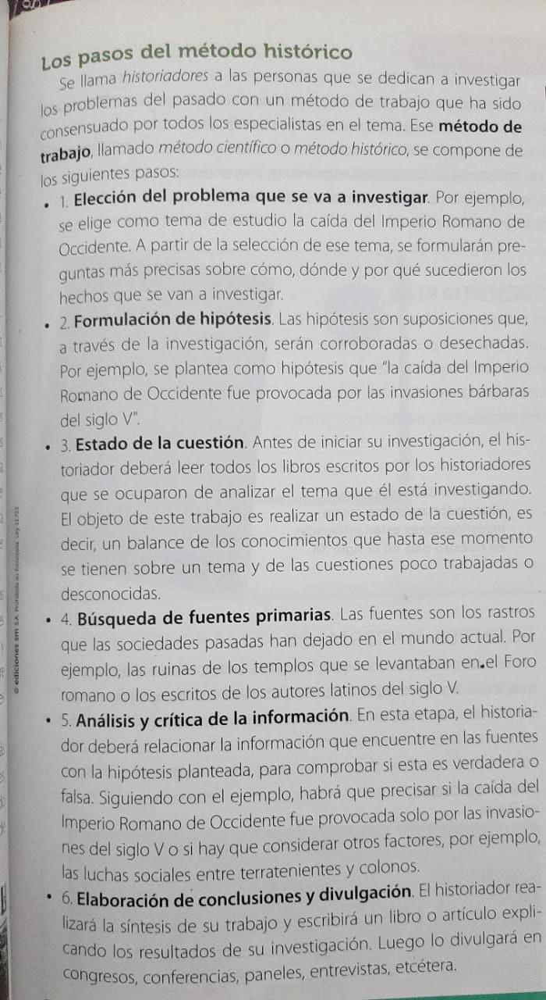 Los pasos del método histórico
Se llama historiadores a las personas que se dedican a investigar
los problemas del pasado con un método de trabajo que ha sido
consensuado por todos los especialistas en el tema. Ese método de
trabajo, llamado método científico o método histórico, se compone de
los siguientes pasos:
• 1. Elección del problema que se va a investigar. Por ejemplo,
se elige como tema de estudio la caída del Imperio Romano de
Occidente. A partir de la selección de ese tema, se formularán pre-
guntas más precisas sobre cómo, dónde y por qué sucedieron los
hechos que se van a investigar.
• 2. Formulación de hipótesis. Las hipótesis son suposiciones que,
a través de la investigación, serán corroboradas o desechadas.
Por ejemplo, se plantea como hipótesis que “la caída del Imperio
Romano de Occidente fue provocada por las invasiones bárbaras
del siglo V”.
• 3. Estado de la cuestión. Antes de iniciar su investigación, el his-
toriador deberá leer todos los libros escritos por los historiadores
que se ocuparon de analizar el tema que él está investigando.
El objeto de este trabajo es realizar un estado de la cuestión, es
decir, un balance de los conocimientos que hasta ese momento
se tienen sobre un tema y de las cuestiones poco trabajadas o
desconocidas.
• 4. Búsqueda de fuentes primarias. Las fuentes son los rastros
que las sociedades pasadas han dejado en el mundo actual. Por
ejemplo, las ruinas de los templos que se levantaban en el Foro
romano o los escritos de los autores latinos del siglo V.
• 5. Análisis y crítica de la información. En esta etapa, el historia-
dor deberá relacionar la información que encuentre en las fuentes
con la hipótesis planteada, para comprobar si esta es verdadera o
falsa. Siguiendo con el ejemplo, habrá que precisar si la caída del
Imperio Romano de Occidente fue provocada solo por las invasio-
nes del siglo V o si hay que considerar otros factores, por ejemplo,
las luchas sociales entre terratenientes y colonos.
• 6. Elaboración de conclusiones y divulgación. El historiador rea-
lizará la síntesis de su trabajo y escribirá un libro o artículo expli-
cando los resultados de su investigación. Luego lo divulgará en
congresos, conferencias, paneles, entrevistas, etcétera.
© ediciones sm S.A. Prohibida su fotocopia. Ley 11.723